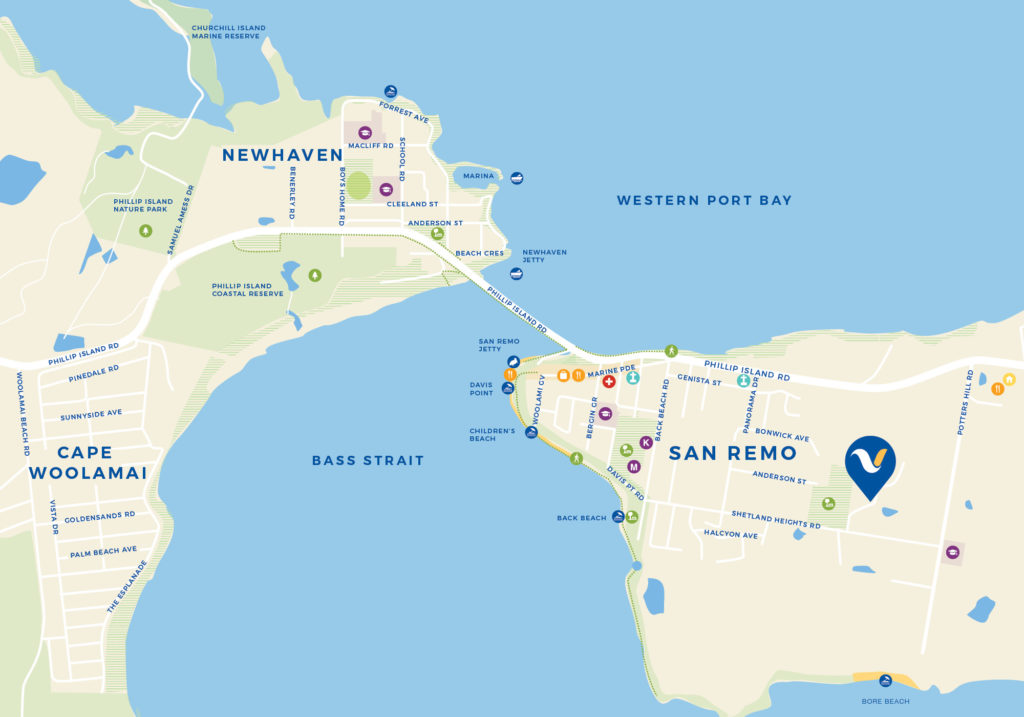 CHURCHILL ISLAND
MARINE RESERVE
FORREST AVE
NEWHAVEN
MACLIFF RD
SCHOOL RD
MARINA
BENERLEY RD
BOYS HOME RD
CLEELAND ST
WESTERN PORT BAY
PHILLIP ISLAND
NATURE PARK
SAMUEL AMESS DR
ANDERSON ST
BEACH CRES
NEWHAVEN
JETTY
PHILLIP ISLAND
COASTAL RESERVE
PHILLIP ISLAND RD
SAN REMO
JETTY
PHILLIP ISLAND RD
PINEDALE RD
MARINE PDE
GENISTA ST
PHILLIP ISLAND RD
DAVIS
POINT
WOOLAMI GV
BERGIN GR
BACK BEACH RD
PANORAMA DR
POTTERS HILL RD
WOOLAMAI BEACH RD
SUNNYSIDE AVE
CHILDREN'S
BEACH
BONWICK AVE
K
CAPE
WOOLAMAI
BASS STRAIT
SAN REMO
M
DAVIS PT RD
ANDERSON ST
VISTA DR
GOLDENSANDS RD
BACK BEACH
SHETLAND HEIGHTS RD
HALCYON AVE
PALM BEACH AVE
THE ESPLANADE
BORE BEACH